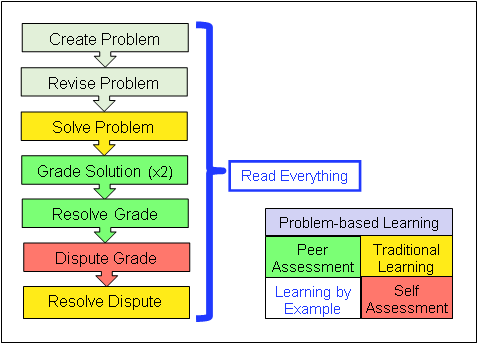 Create Problem
Revise Problem
Solve Problem
Grade Solution (x2)
Resolve Grade
Dispute Grade
Resolve Dispute
Read Everything
Problem-based Learning
Peer
Assessment
Traditional
Learning
Learning by
Example
Self
Assessment